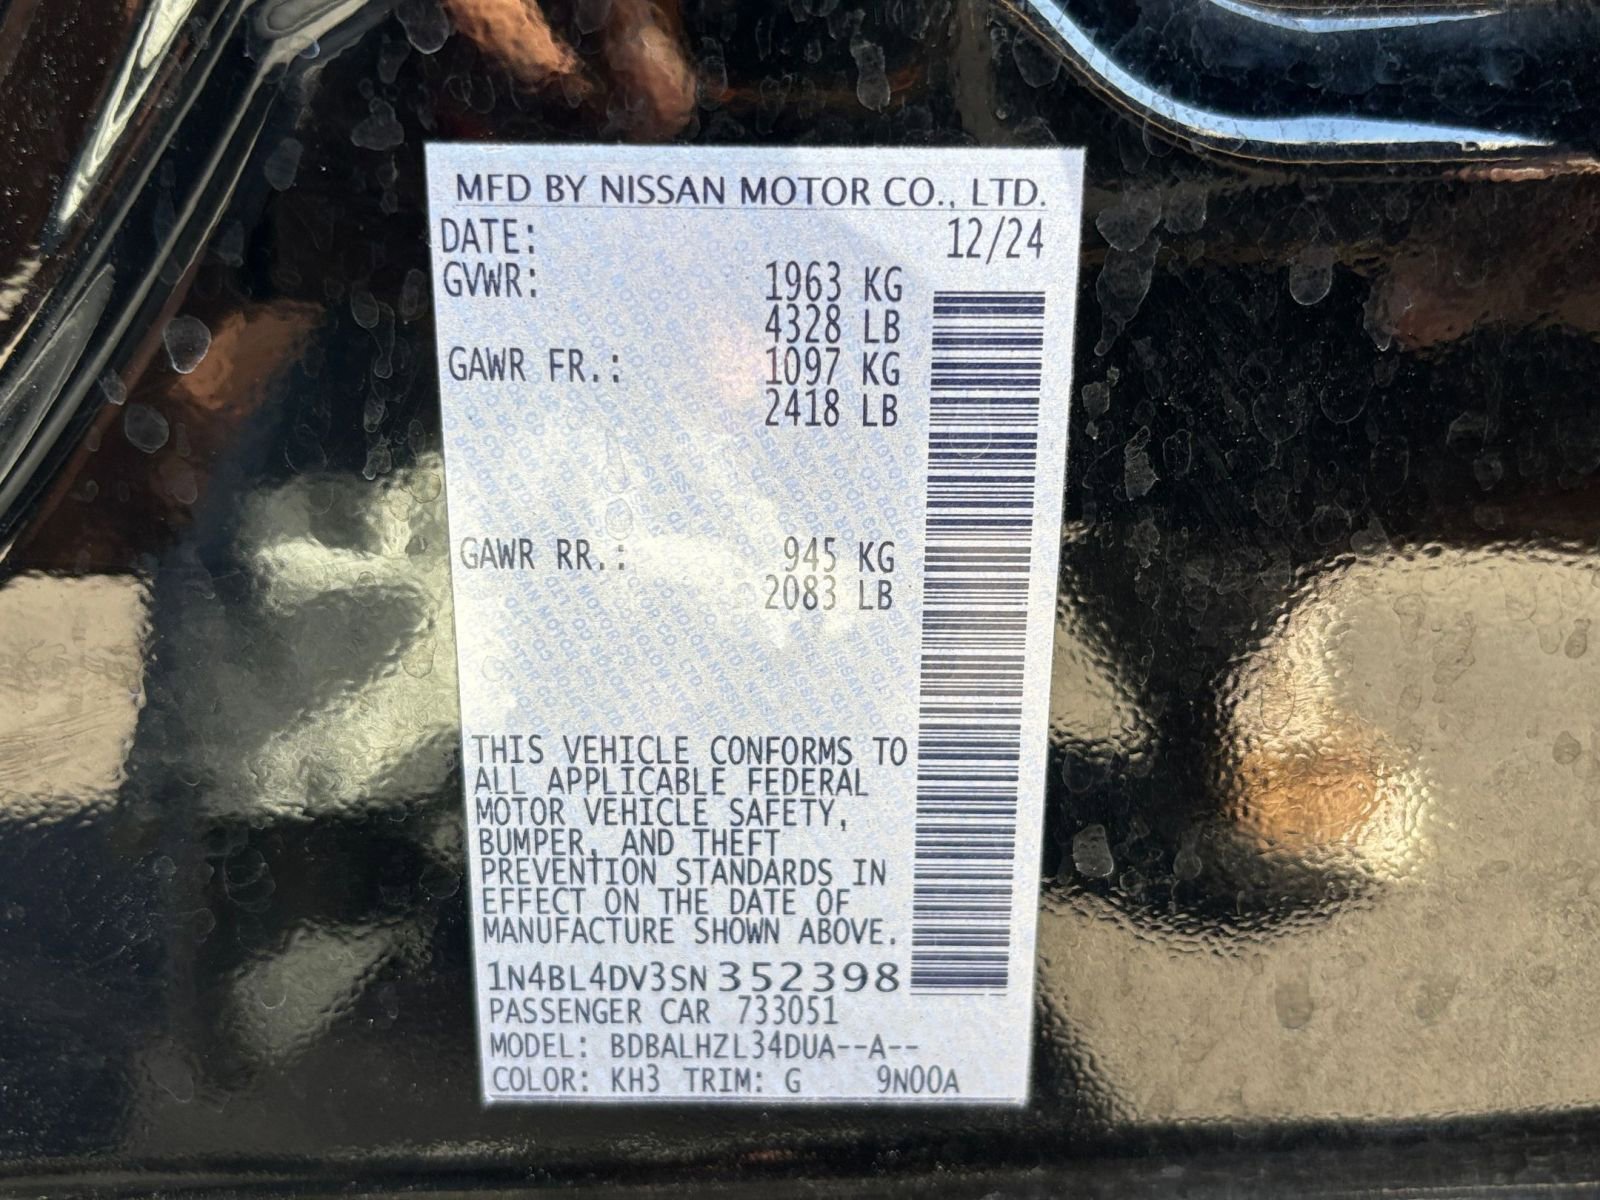 MFD BY NISSAN MOTOR CO., LTD.
DATE: 12/24
GVWR: 1963 KG
4328 LB
GAWR FR.: 1097 KG
2418 LB
GAWR RR.: 945 KG
2083 LB
THIS VEHICLE CONFORMS TO
ALL APPLICABLE FEDERAL
MOTOR VEHICLE SAFETY,
BUMPER, AND THEFT
PREVENTION STANDARDS IN
EFFECT ON THE DATE OF
MANUFACTURE SHOWN ABOVE.
1N4BL4DV3SN352398
PASSENGER CAR 733051
MODEL: BDBALHZL34DUA--A--
COLOR: KH3 TRIM: G 9N00A